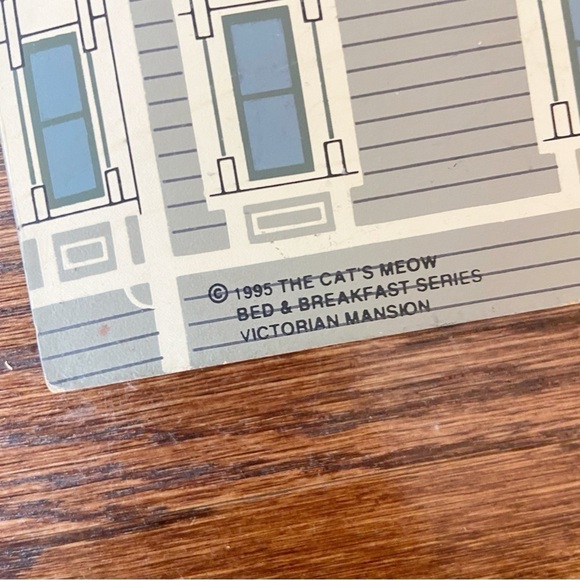 © 1995 THE CAT'S MEOW
BED & BREAKFAST SERIES
VICTORIAN MANSION